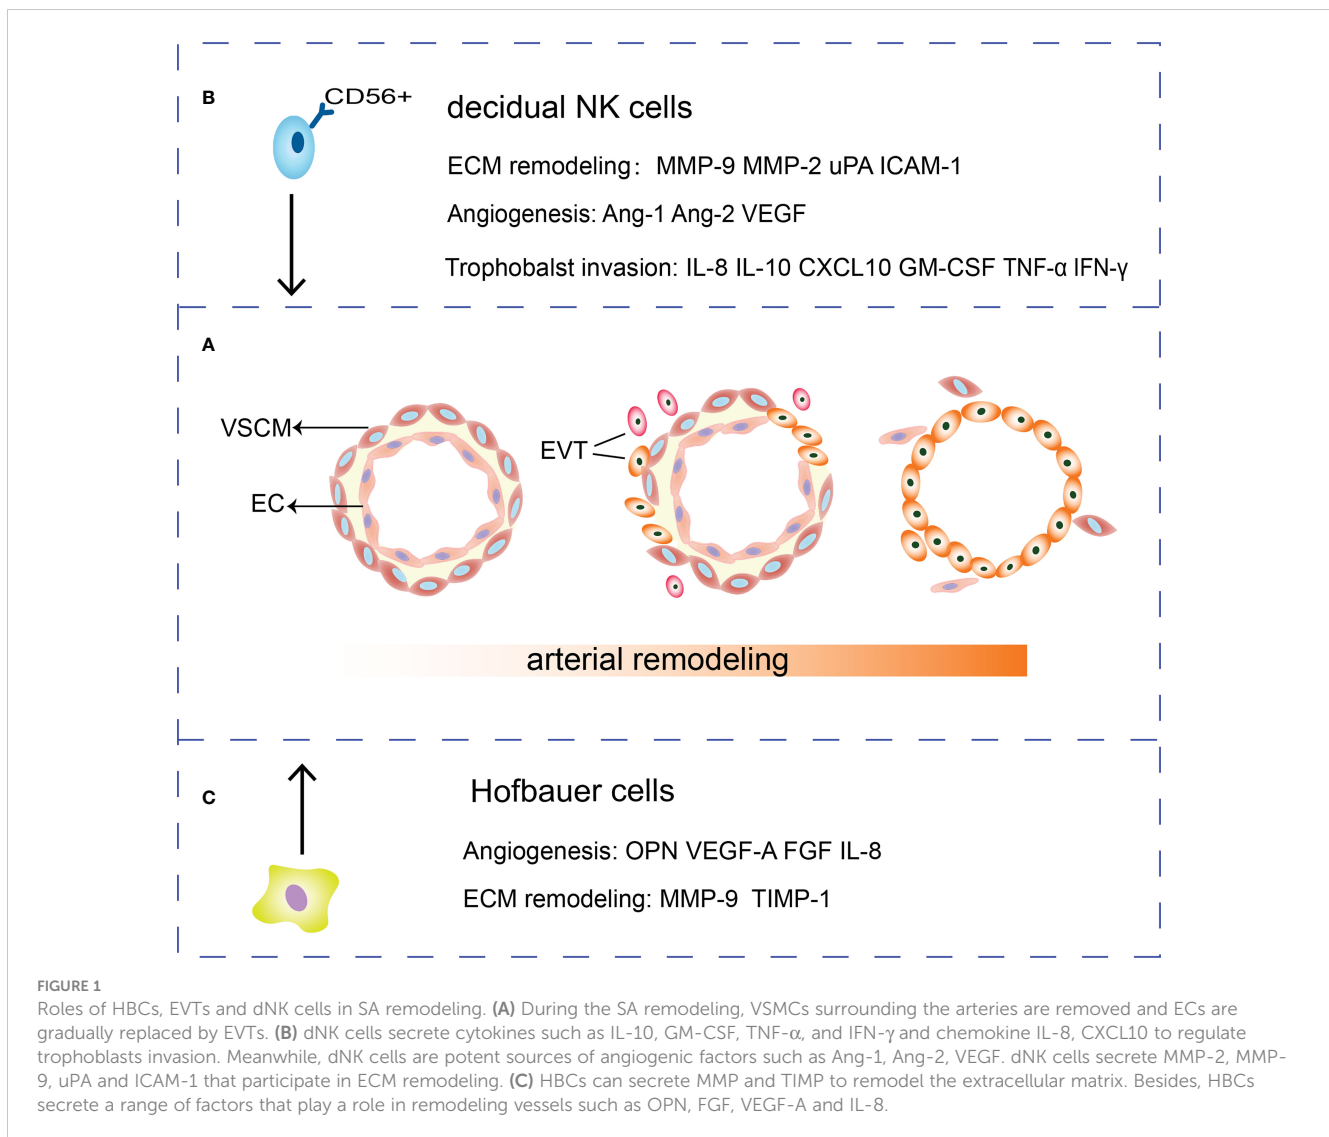 B
CD56+
decidual NK cells
ECM remodeling: MMP-9 MMP-2 uPA ICAM-1
Angiogenesis: Ang-1 Ang-2 VEGF
Trophobalst invasion: IL-8 IL-10 CXCL10 GM-CSF TNF-α IFN-γ
A
VSCM
EC
EVT
arterial remodeling
C
Hofbauer cells
Angiogenesis: OPN VEGF-A FGF IL-8
ECM remodeling: MMP-9 TIMP-1
FIGURE 1
Roles of HBCs, EVTs and dNK cells in SA remodeling. (A) During the SA remodeling, VSMCs surrounding the arteries are removed and ECs are
gradually replaced by EVTs. (B) dNK cells secrete cytokines such as IL-10, GM-CSF, TNF-α, and IFN-γ and chemokine IL-8, CXCL10 to regulate
trophoblasts invasion. Meanwhile, dNK cells are potent sources of angiogenic factors such as Ang-1, Ang-2, VEGF. dNK cells secrete MMP-2, MMP-
9, uPA and ICAM-1 that participate in ECM remodeling. (C) HBCs can secrete MMP and TIMP to remodel the extracellular matrix. Besides, HBCs
secrete a range of factors that play a role in remodeling vessels such as OPN, FGF, VEGF-A and IL-8.